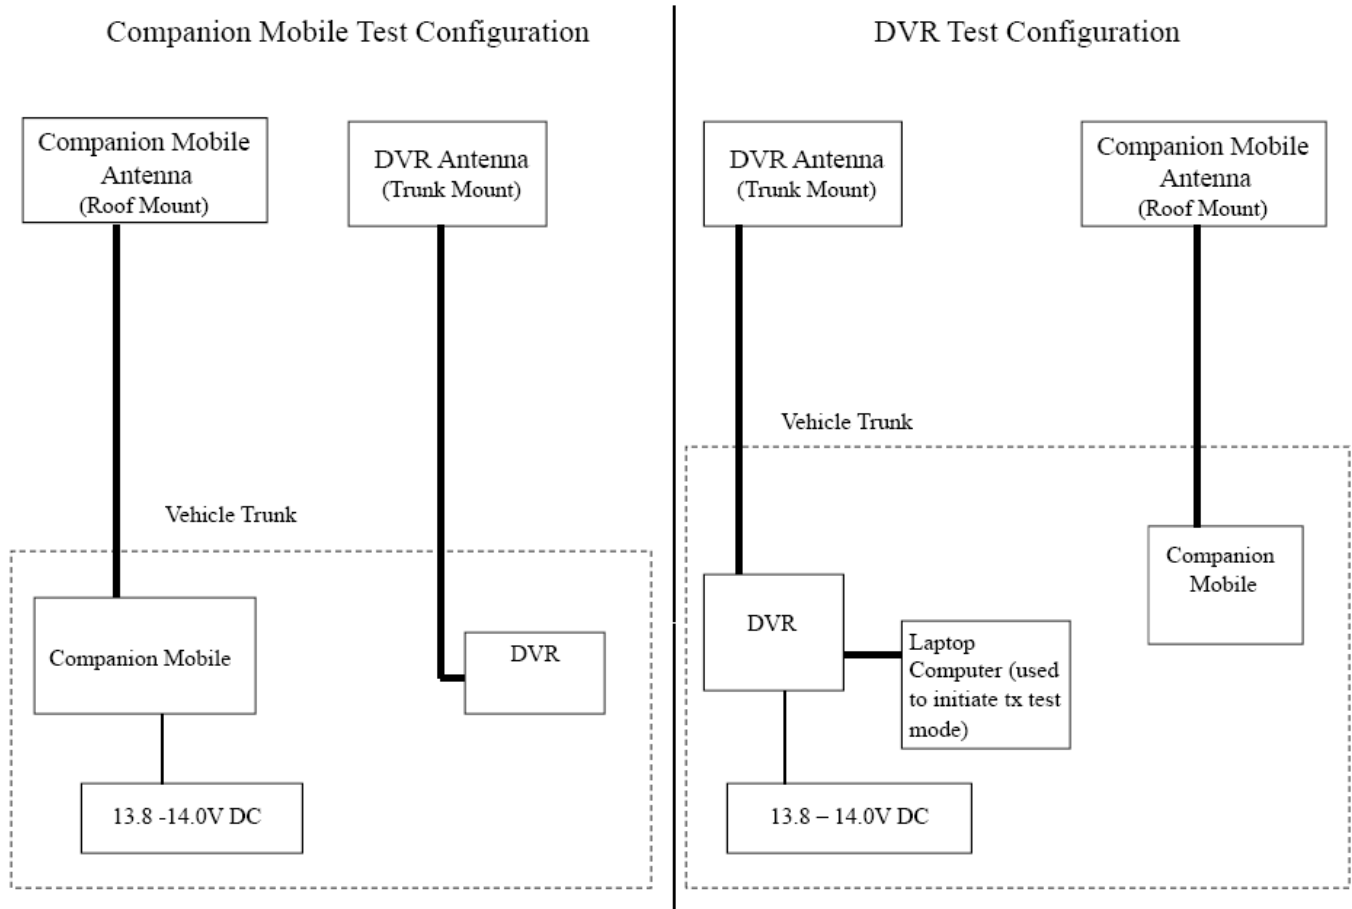 Companion Mobile Test Configuration
Companion Mobile
Antenna
(Roof Mount)
DVR Antenna
(Trunk Mount)
Vehicle Trunk
Companion Mobile
DVR
13.8 -14.0V DC
DVR Test Configuration
DVR Antenna
(Trunk Mount)
Companion Mobile
Antenna
(Roof Mount)
Vehicle Trunk
Companion
Mobile
DVR
Laptop
Computer (used
to initiate tx test
mode)
13.8 – 14.0V DC